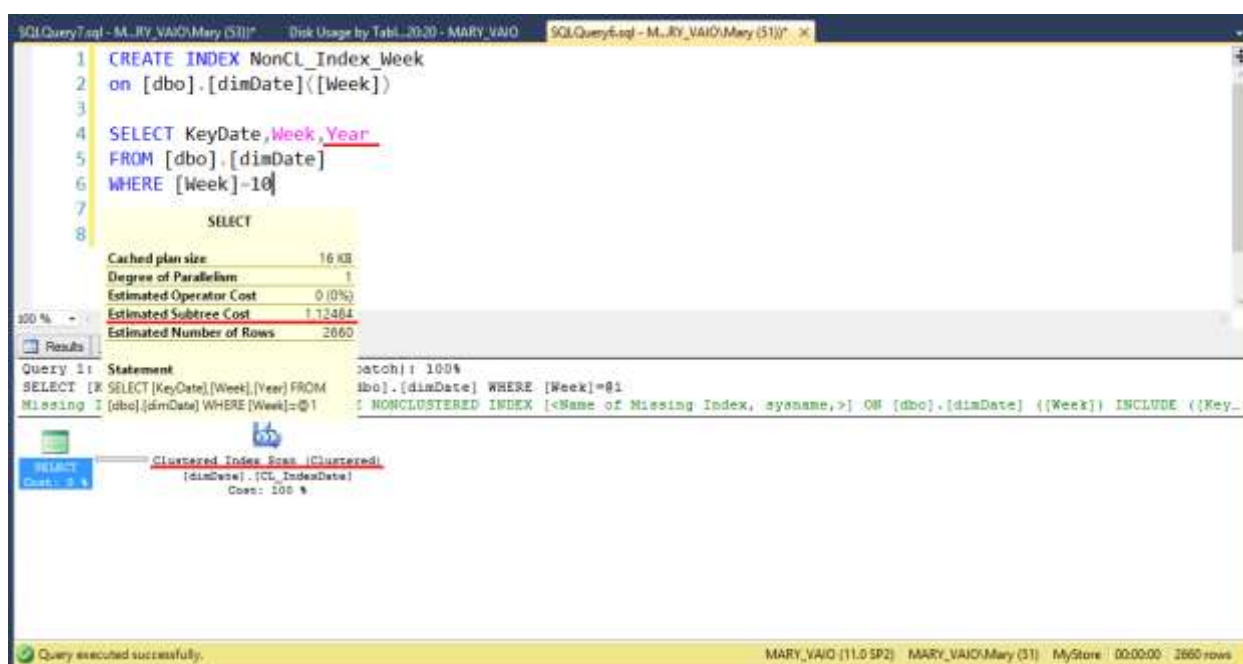 SQLQuery7.sql - M...RY_VAIO\Mary (53))* Disk Usage by Tabl...2020 - MARY_VAIO SQLQuery6.sql - M...RY_VAIO\Mary (51))* ×
1 CREATE INDEX NonCL_Index_Week
2 on [dbo].[dimDate]([Week])
3
4 SELECT KeyDate,Week,Year
5 FROM [dbo].[dimDate]
6 WHERE [Week]=10
7
8
SELECT
Cached plan size 16 KB
Degree of Parallelism 1
Estimated Operator Cost 0 (0%)
Estimated Subtree Cost 1.12484
Estimated Number of Rows 2660
Statement
SELECT [KeyDate],[Week],[Year] FROM
[dbo].[dimDate] WHERE [Week]=@1
100 %
Results
Query 1: batch): 100%
SELECT [K dbo].[dimDate] WHERE [Week]=@1
Missing I NONCLUSTERED INDEX [<Name of Missing Index, sysname,>] ON [dbo].[dimDate] ([Week]) INCLUDE ([Key_
SELECT
Cost: 0 %
Clustered Index Scan (Clustered)
[dimDate].[CL_IndexDate]
Cost: 100 %
Query executed successfully. MARY_VAIO (11.0 SP2) MARY_VAIO\Mary (51) MyStore 00:00:00 2660 rows